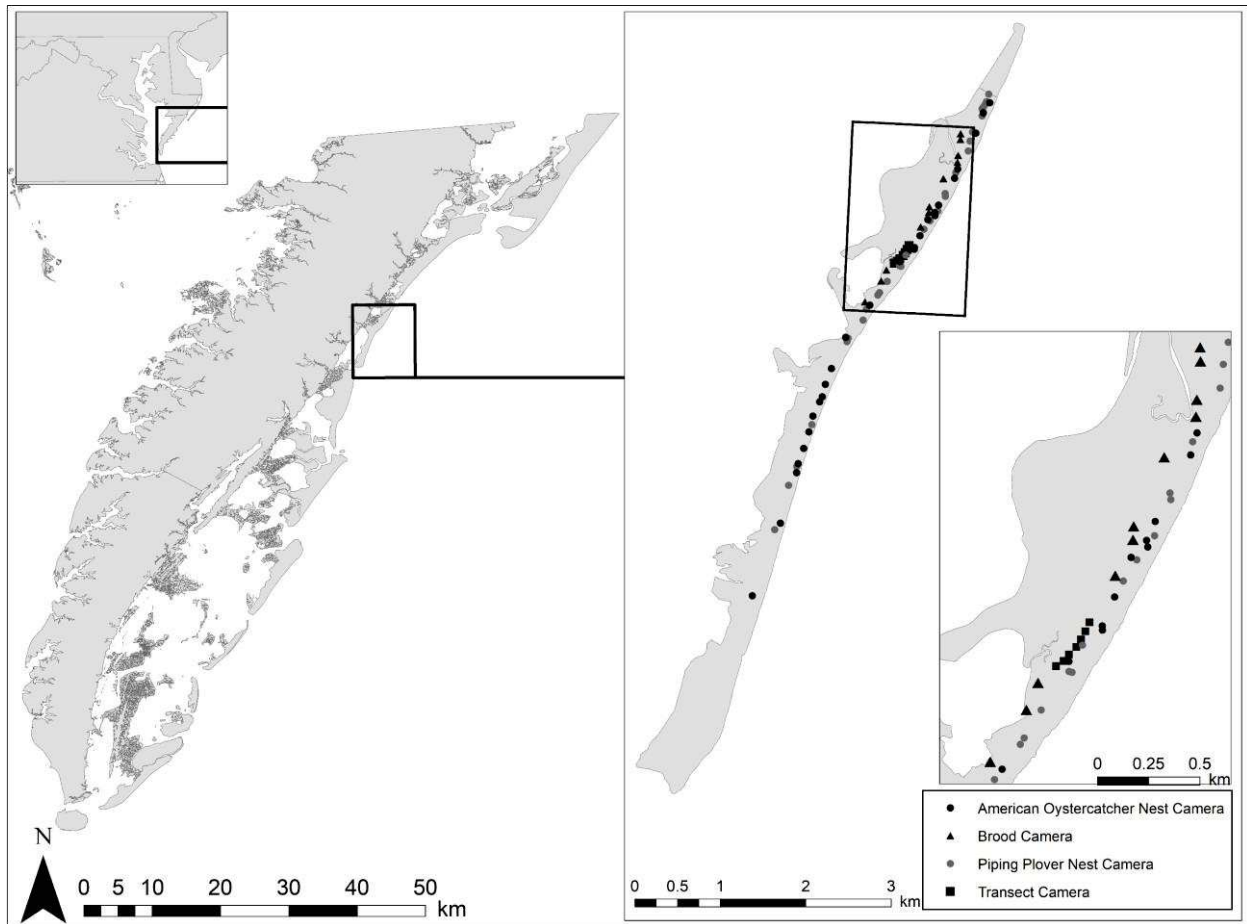 0 0.25 0.5
km
American Oystercatcher Nest Camera
Brood Camera
Piping Plover Nest Camera
Transect Camera
N
0 5 10 20 30 40 50
km
0 0.5 1 2 3
km